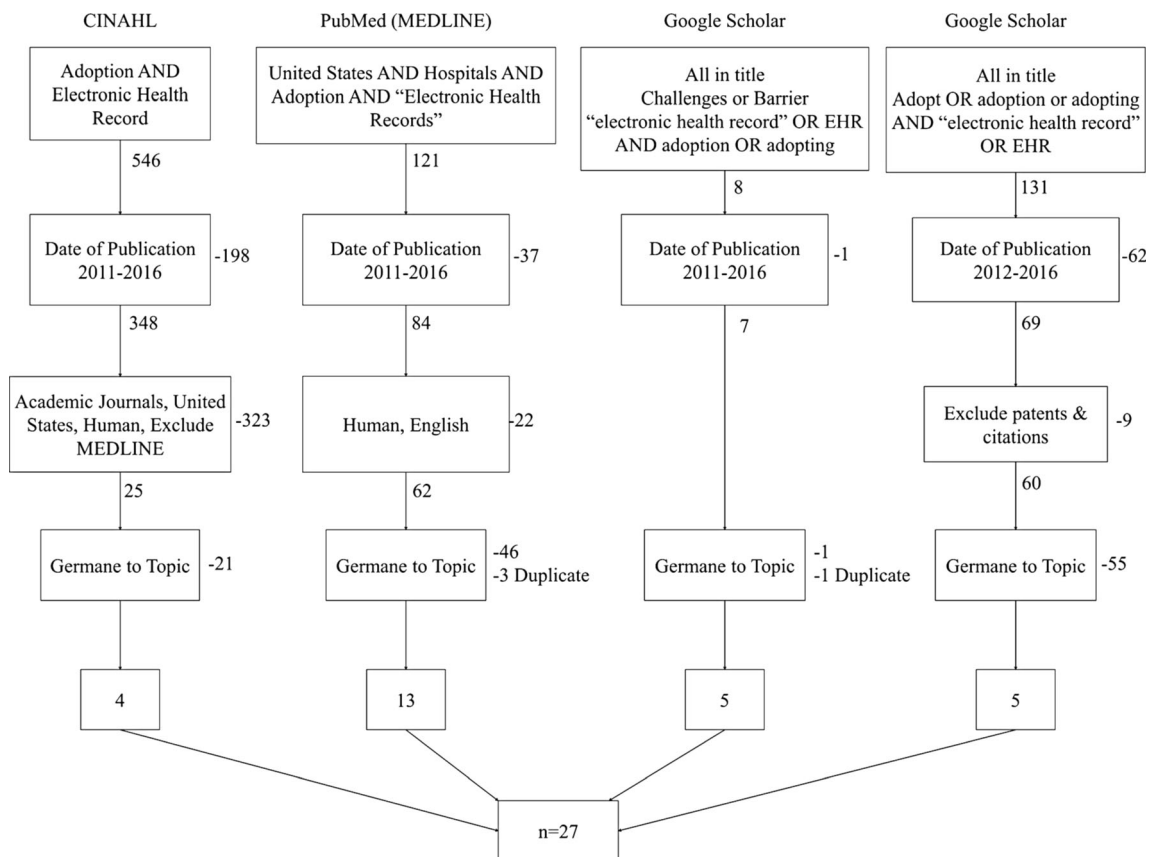 CINAHL
Adoption AND
Electronic Health
Record
546
Date of Publication
2011-2016
-198
348
Academic Journals, United
States, Human, Exclude
MEDLINE
-323
25
Germane to Topic
-21
4
PubMed (MEDLINE)
United States AND Hospitals AND
Adoption AND “Electronic Health
Records”
121
Date of Publication
2011-2016
-37
84
Human, English
-22
62
Germane to Topic
-46
-3 Duplicate
13
Google Scholar
All in title
Challenges or Barrier
“electronic health record” OR EHR
AND adoption OR adopting
8
Date of Publication
2011-2016
-1
7
Germane to Topic
-1
-1 Duplicate
5
Google Scholar
All in title
Adopt OR adoption or adopting
AND “electronic health record”
OR EHR
131
Date of Publication
2012-2016
-62
69
Exclude patents &
citations
-9
60
Germane to Topic
-55
5
n=27